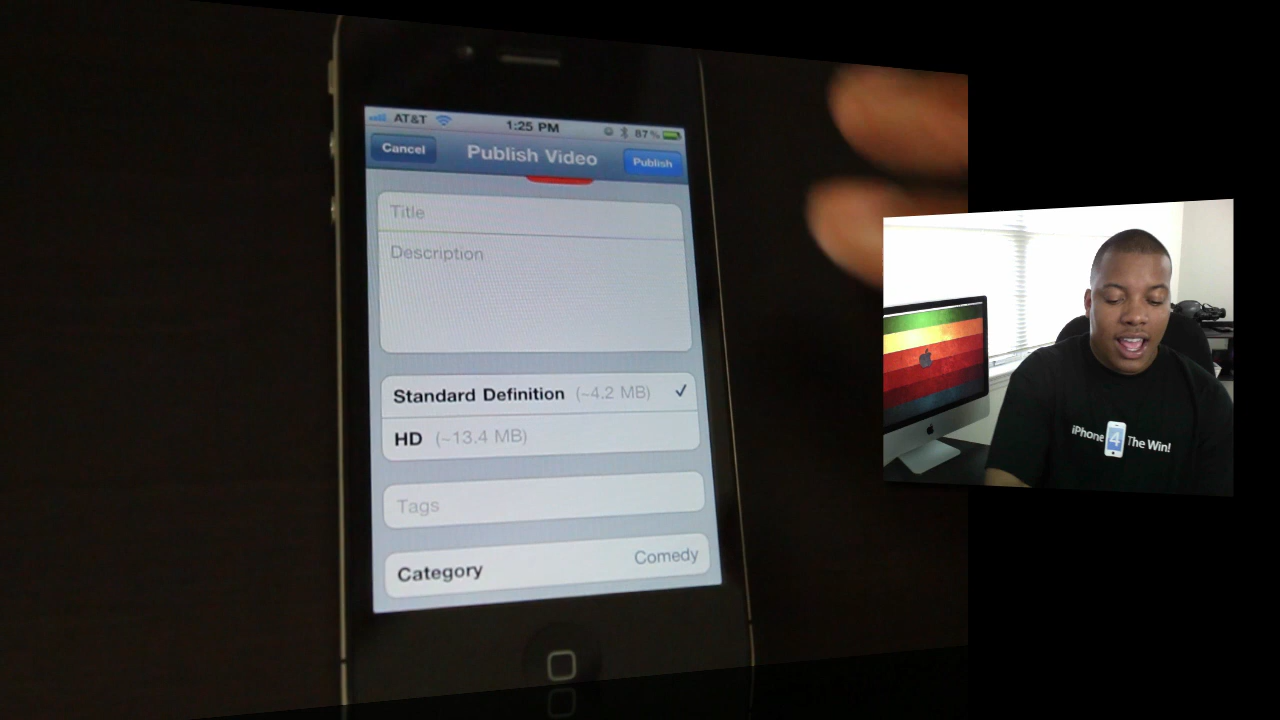 AT&T 1:25 PM 87%
Cancel Publish Video Publish
Title
Description
Standard Definition (~4.2 MB)
HD (~13.4 MB)
Tags
Category Comedy
iPhone 4 The Win!